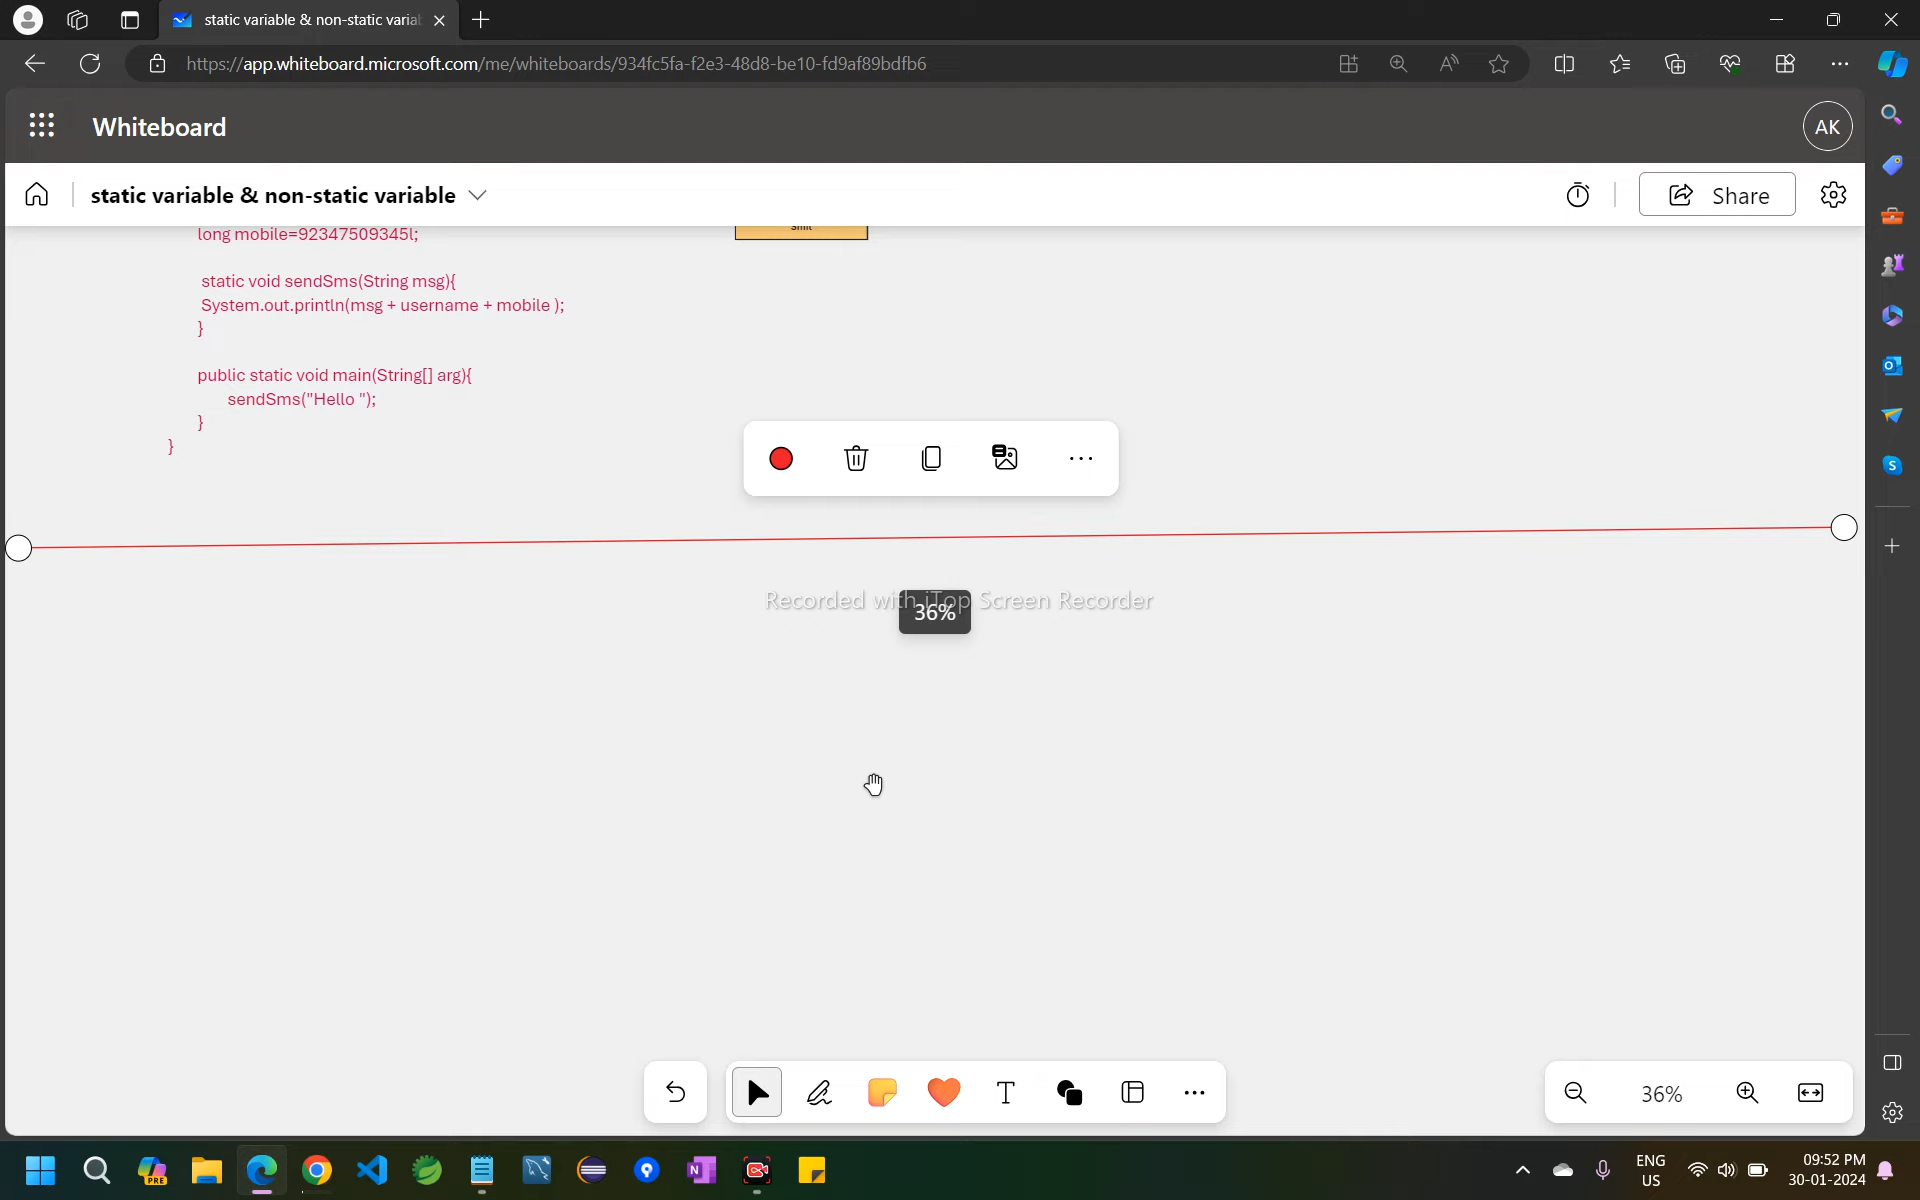 static variable & non-static varia
https://app.whiteboard.microsoft.com/me/whiteboards/934fc5fa-f2e3-48d8-be10-fd9af89bdfb6
Whiteboard
AK
static variable & non-static variable
Share
long mobile=92347509345l;
static void sendSms(String msg){
System.out.println(msg + username + mobile );
}
public static void main(String[] arg){
sendSms("Hello ");
}
}
Recorded with iTop Screen Recorder
36%
36%
PRE
ENG
US
09:52 PM
30-01-2024